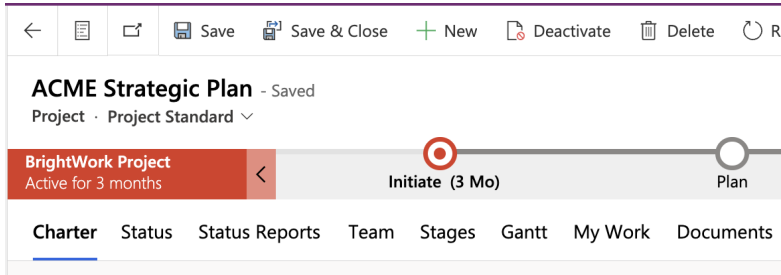 Save Save & Close New Deactivate Delete R
ACME Strategic Plan - Saved
Project · Project Standard
BrightWork Project
Active for 3 months
Initiate (3 Mo)
Plan
Charter Status Status Reports Team Stages Gantt My Work Documents